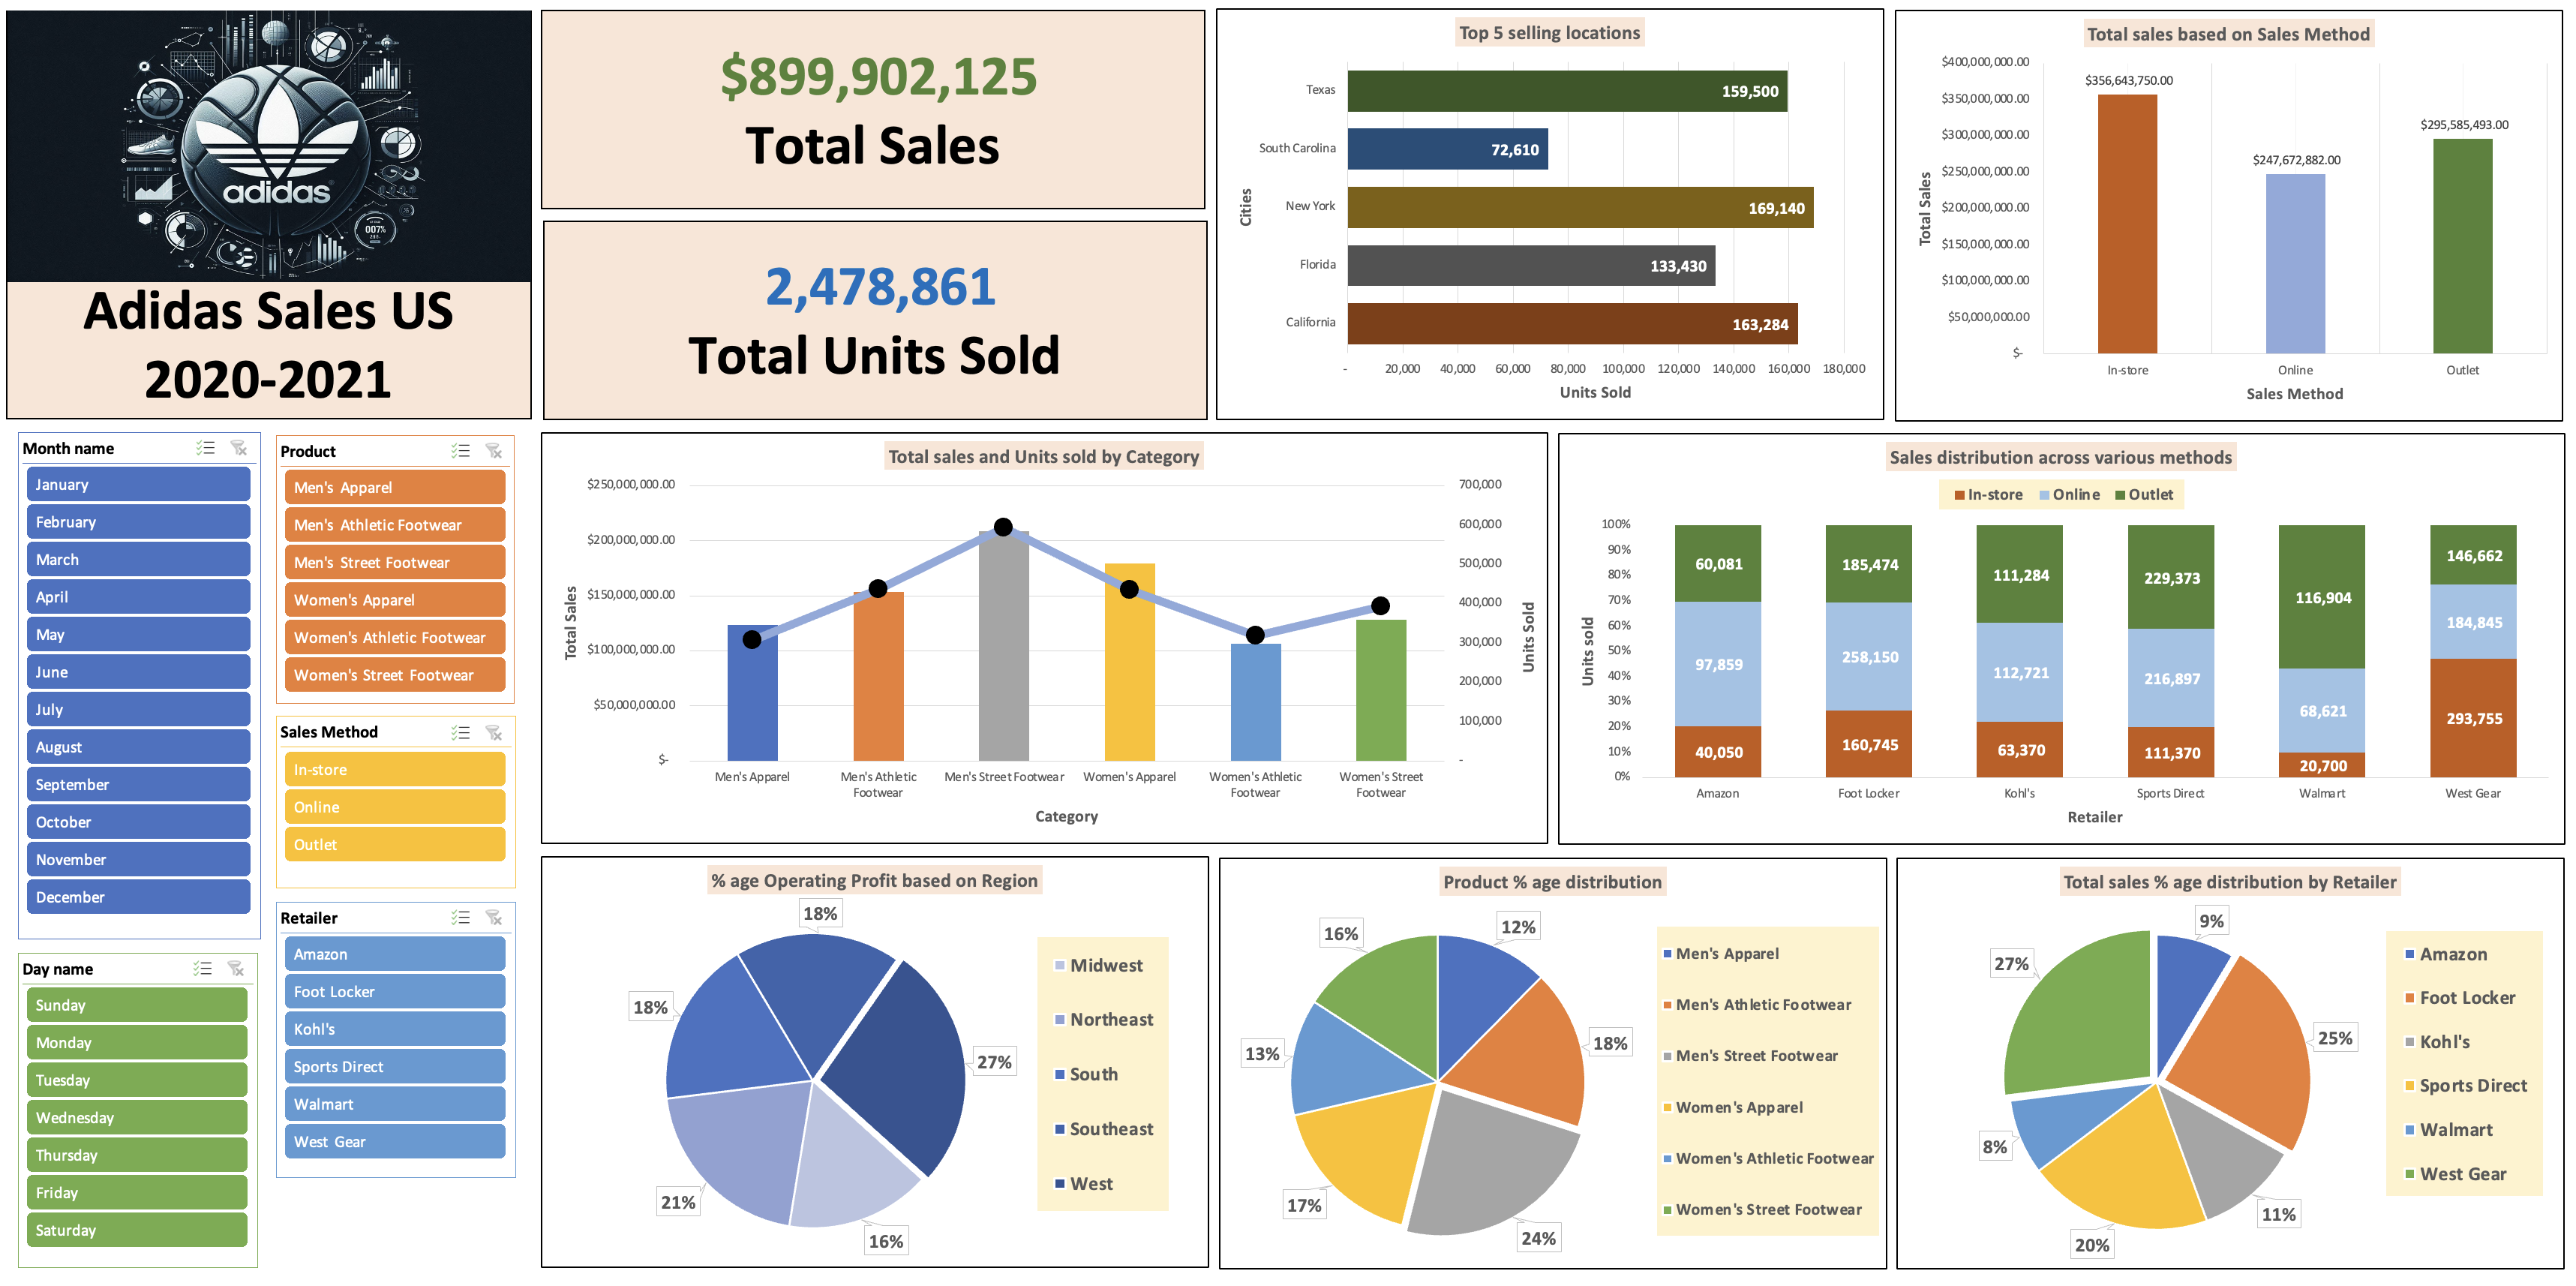 adidas
007%
Adidas Sales US
2020-2021
$899,902,125
Total Sales
2,478,861
Total Units Sold
Top 5 selling locations
Cities
Texas
159,500
South Carolina
72,610
New York
169,140
Florida
133,430
California
163,284
- 20,000 40,000 60,000 80,000 100,000 120,000 140,000 160,000 180,000
Units Sold
Total sales based on Sales Method
Total Sales
$400,000,000.00
$350,000,000.00
$300,000,000.00
$250,000,000.00
$200,000,000.00
$150,000,000.00
$100,000,000.00
$50,000,000.00
$-
$356,643,750.00
$247,672,882.00
$295,585,493.00
In-store Online Outlet
Sales Method
Month name
January
February
March
April
May
June
July
August
September
October
November
December
Day name
Sunday
Monday
Tuesday
Wednesday
Thursday
Friday
Saturday
Product
Men's Apparel
Men's Athletic Footwear
Men's Street Footwear
Women's Apparel
Women's Athletic Footwear
Women's Street Footwear
Sales Method
In-store
Online
Outlet
Retailer
Amazon
Foot Locker
Kohl's
Sports Direct
Walmart
West Gear
Total sales and Units sold by Category
Total Sales
$250,000,000.00
$200,000,000.00
$150,000,000.00
$100,000,000.00
$50,000,000.00
$-
700,000
600,000
500,000
400,000
300,000
200,000
100,000
-
Units Sold
Men's Apparel Men's Athletic Footwear Men's Street Footwear Women's Apparel Women's Athletic Footwear Women's Street Footwear
Category
Sales distribution across various methods
In-store Online Outlet
Units sold
100%
90%
80%
70%
60%
50%
40%
30%
20%
10%
0%
60,081 185,474 111,284 229,373 116,904 146,662
97,859 258,150 112,721 216,897 68,621 184,845
40,050 160,745 63,370 111,370 20,700 293,755
Amazon Foot Locker Kohl's Sports Direct Walmart West Gear
Retailer
% age Operating Profit based on Region
18%
27%
16%
21%
18%
Midwest
Northeast
South
Southeast
West
Product % age distribution
12%
18%
24%
17%
13%
16%
Men's Apparel
Men's Athletic Footwear
Men's Street Footwear
Women's Apparel
Women's Athletic Footwear
Women's Street Footwear
Total sales % age distribution by Retailer
9%
25%
11%
20%
8%
27%
Amazon
Foot Locker
Kohl's
Sports Direct
Walmart
West Gear